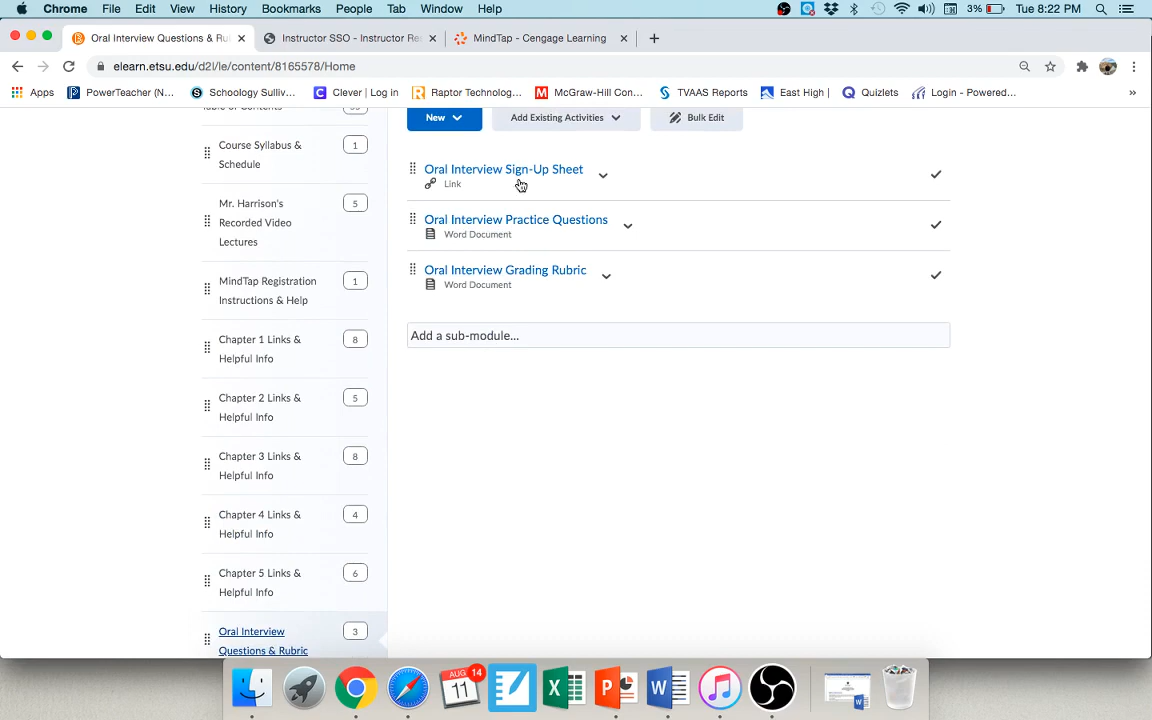 Chrome File Edit View History Bookmarks People Tab Window Help 3% Tue 8:22 PM
Oral Interview Questions & Ru Instructor SSO - Instructor Re MindTap - Cengage Learning
elearn.etsu.edu/d2l/le/content/8165578/Home
Apps PowerTeacher (N... Schoology Sulliv... Clever | Log in Raptor Technolog... McGraw-Hill Con... TVAAS Reports East High | Quizlets Login - Powered... »
Table of Contents
New Add Existing Activities Bulk Edit
Course Syllabus & Schedule 1
Mr. Harrison's Recorded Video Lectures 5
MindTap Registration Instructions & Help 1
Chapter 1 Links & Helpful Info 8
Chapter 2 Links & Helpful Info 5
Chapter 3 Links & Helpful Info 8
Chapter 4 Links & Helpful Info 4
Chapter 5 Links & Helpful Info 6
Oral Interview Questions & Rubric 3
Oral Interview Sign-Up Sheet
Link
Oral Interview Practice Questions
Word Document
Oral Interview Grading Rubric
Word Document
Add a sub-module...
AUG 14
11